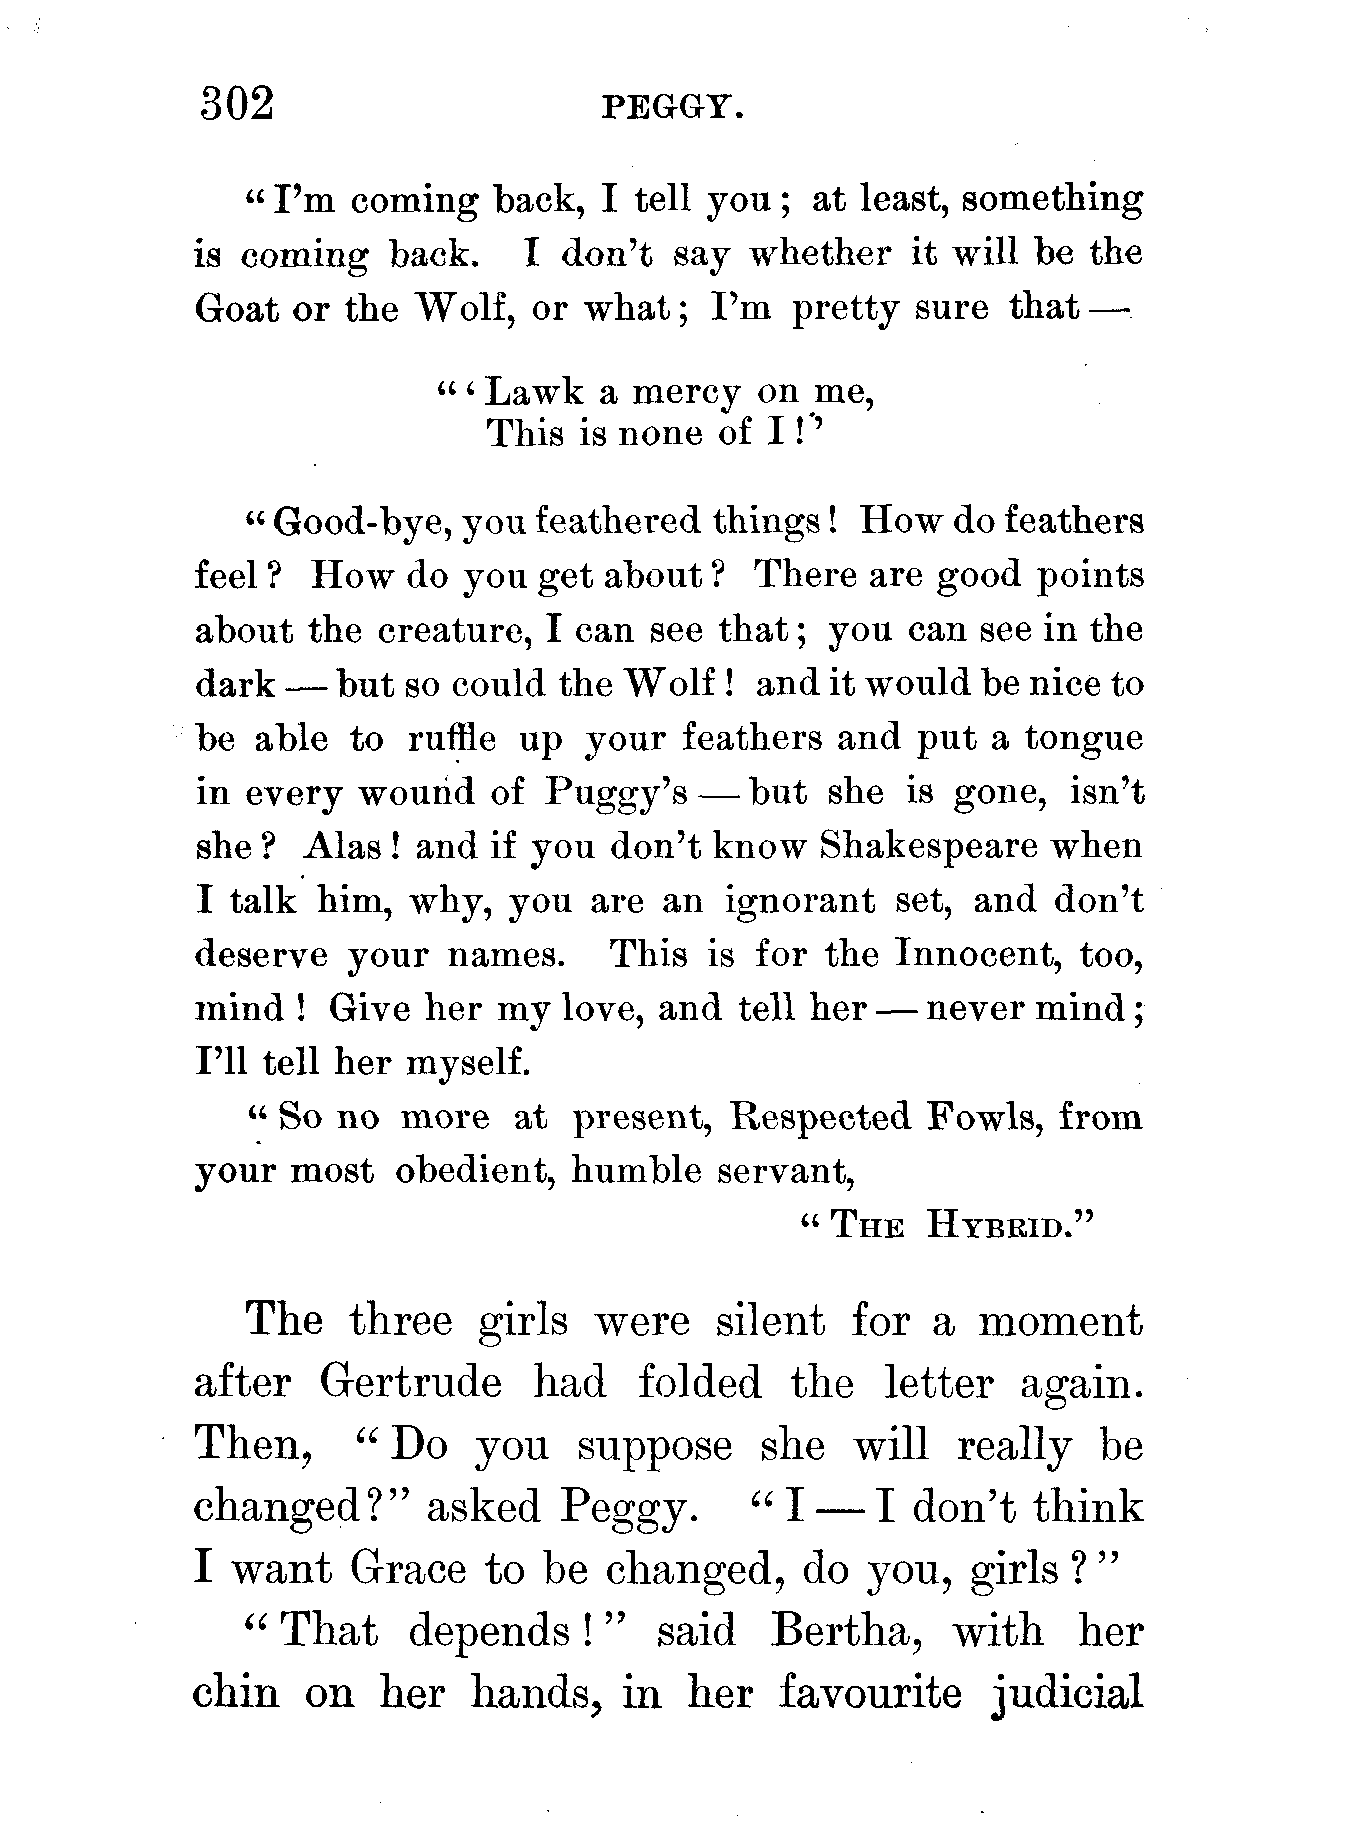 302 PEGGY.
“I’m coming back, I tell you; at least, something
is coming back. I don’t say whether it will be the
Goat or the Wolf, or what; I’m pretty sure that —
“‘Lawk a mercy on me,
This is none of I!’
“Good-bye, you feathered things! How do feathers
feel? How do you get about? There are good points
about the creature, I can see that; you can see in the
dark — but so could the Wolf! and it would be nice to
be able to ruffle up your feathers and put a tongue
in every wound of Puggy’s — but she is gone, isn’t
she? Alas! and if you don’t know Shakespeare when
I talk him, why, you are an ignorant set, and don’t
deserve your names. This is for the Innocent, too,
mind! Give her my love, and tell her — never mind;
I’ll tell her myself.
“So no more at present, Respected Fowls, from
your most obedient, humble servant,
“THE HYBRID.”
The three girls were silent for a moment
after Gertrude had folded the letter again.
Then, “Do you suppose she will really be
changed?” asked Peggy. “I — I don’t think
I want Grace to be changed, do you, girls?”
“That depends!” said Bertha, with her
chin on her hands, in her favourite judicial